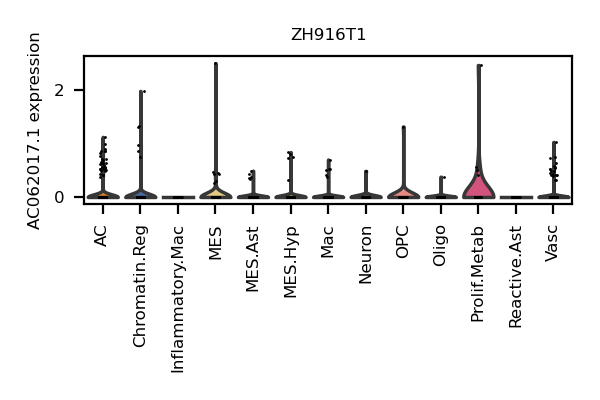 ZH916T1
AC062017.1 expression
2
0
AC
Chromatin.Reg
Inflammatory.Mac
MES
MES.Ast
MES.Hyp
Mac
Neuron
OPC
Oligo
Prolif.Metab
Reactive.Ast
Vasc